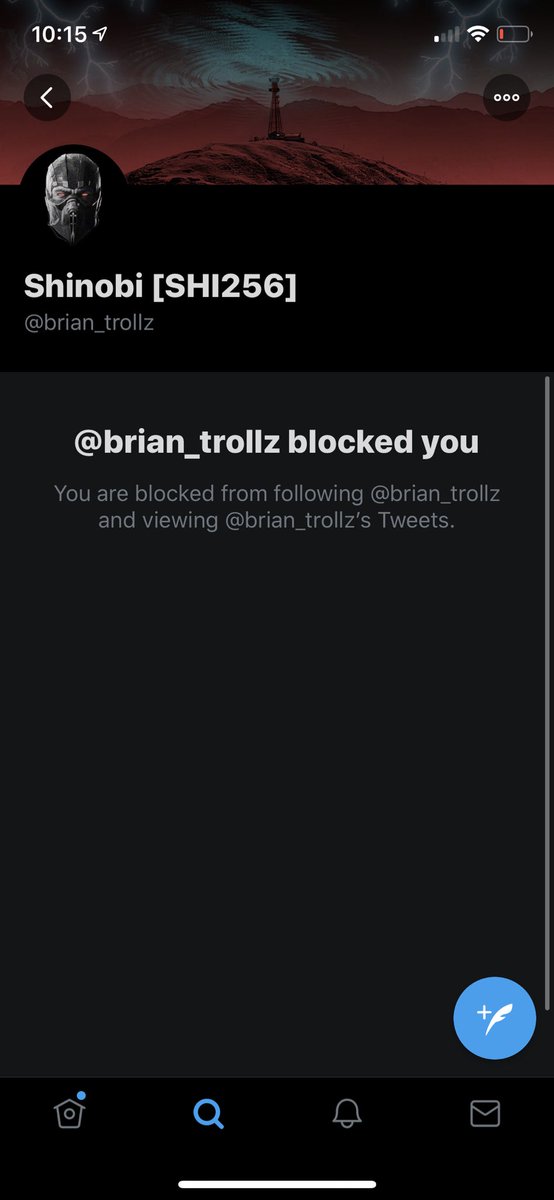 10:15
Shinobi [SHI256]
@brian_trollz
@brian_trollz blocked you
You are blocked from following @brian_trollz
and viewing @brian_trollz’s Tweets.